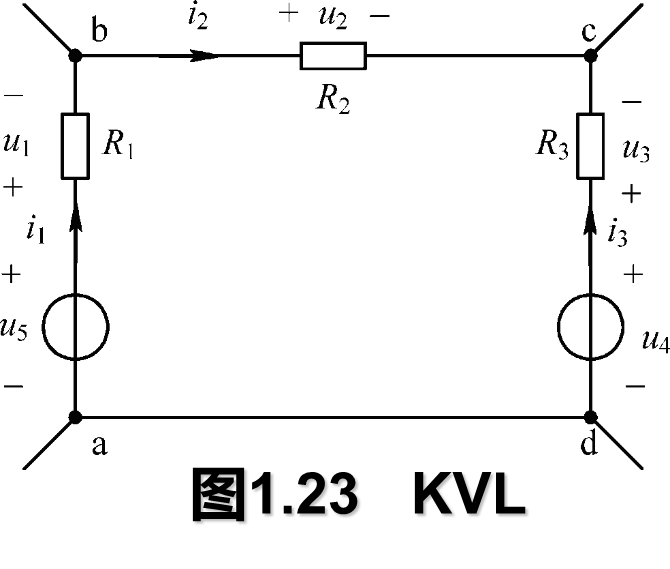 b
i2
+ u2 −
c
R2
−
u1
+
R1
R3
−
u3
+
i1
i3
+
u5
−
+
u4
−
a
d
图1.23 KVL